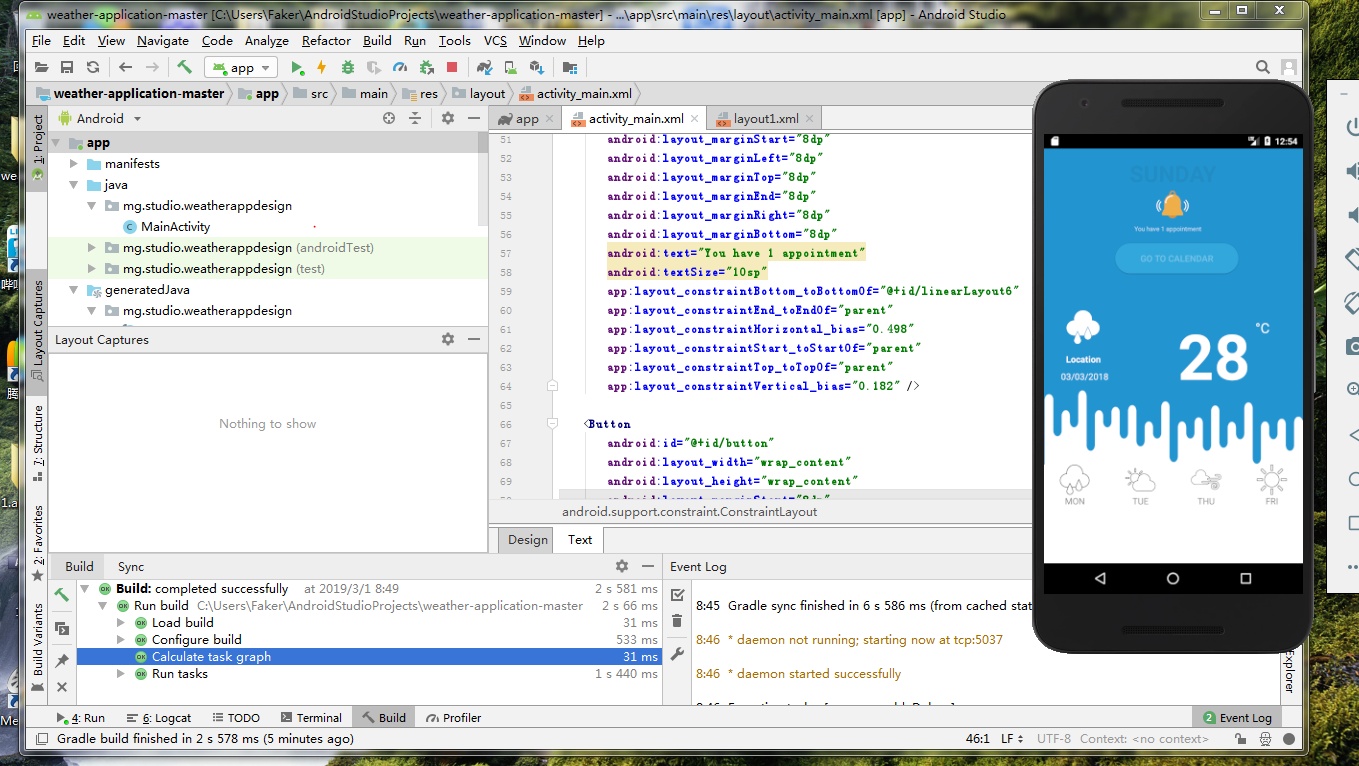 weather-application-master [C:\Users\Faker\AndroidStudioProjects\weather-application-master] - ...\app\src\main\res\layout\activity_main.xml [app] - Android Studio
File Edit View Navigate Code Analyze Refactor Build Run Tools VCS Window Help
app
weather-application-master app src main res layout activity_main.xml
1: Project
Layout Captures
7: Structure
2: Favorites
Build Variants
Android
app
manifests
java
mg.studio.weatherappdesign
MainActivity
mg.studio.weatherappdesign (androidTest)
mg.studio.weatherappdesign (test)
generatedJava
mg.studio.weatherappdesign
Layout Captures
Nothing to show
app activity_main.xml layout1.xml
51 android:layout_marginStart="8dp"
52 android:layout_marginLeft="8dp"
53 android:layout_marginTop="8dp"
54 android:layout_marginEnd="8dp"
55 android:layout_marginRight="8dp"
56 android:layout_marginBottom="8dp"
57 android:text="You have 1 appointment"
58 android:textSize="10sp"
59 app:layout_constraintBottom_toBottomOf="@+id/linearLayout6"
60 app:layout_constraintEnd_toEndOf="parent"
61 app:layout_constraintHorizontal_bias="0.498"
62 app:layout_constraintStart_toStartOf="parent"
63 app:layout_constraintTop_toTopOf="parent"
64 app:layout_constraintVertical_bias="0.182" />
65
66 <Button
67 android:id="@+id/button"
68 android:layout_width="wrap_content"
69 android:layout_height="wrap_content"
android.support.constraint.ConstraintLayout
Design Text
12:54
SUNDAY
You have 1 appointment
GO TO CALENDAR
Location
03/03/2018
28
°C
MON TUE THU FRI
Build Sync
Build: completed successfully at 2019/3/1 8:49 2 s 581 ms
Run build C:\Users\Faker\AndroidStudioProjects\weather-application-master 2 s 66 ms
Load build 31 ms
Configure build 533 ms
Calculate task graph 31 ms
Run tasks 1 s 440 ms
Event Log
8:45 Gradle sync finished in 6 s 586 ms (from cached stat
8:46 * daemon not running; starting now at tcp:5037
8:46 * daemon started successfully
Explorer
4: Run 6: Logcat TODO Terminal Build Profiler 2 Event Log
Gradle build finished in 2 s 578 ms (5 minutes ago) 46:1 LF UTF-8 Context: <no context>